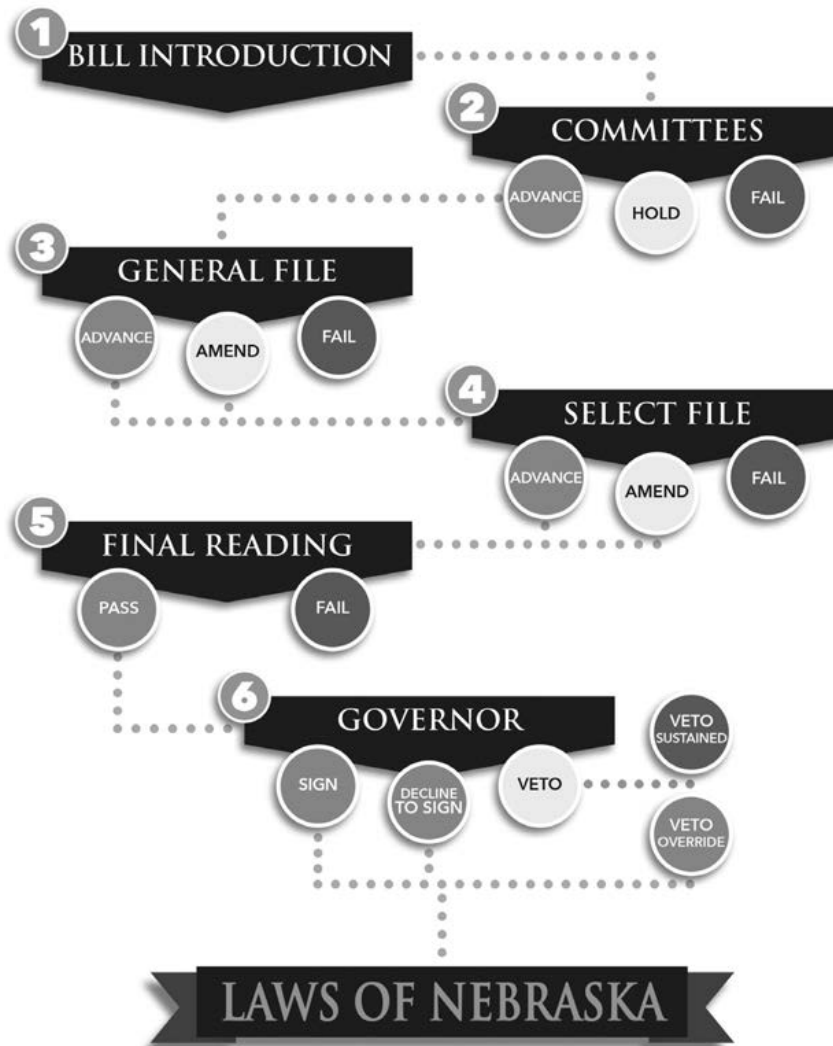 1
BILL INTRODUCTION
2
COMMITTEES
ADVANCE
HOLD
FAIL
3
GENERAL FILE
ADVANCE
AMEND
FAIL
4
SELECT FILE
ADVANCE
AMEND
FAIL
5
FINAL READING
PASS
FAIL
6
GOVERNOR
SIGN
DECLINE
TO SIGN
VETO
VETO
SUSTAINED
VETO
OVERRIDE
LAWS OF NEBRASKA